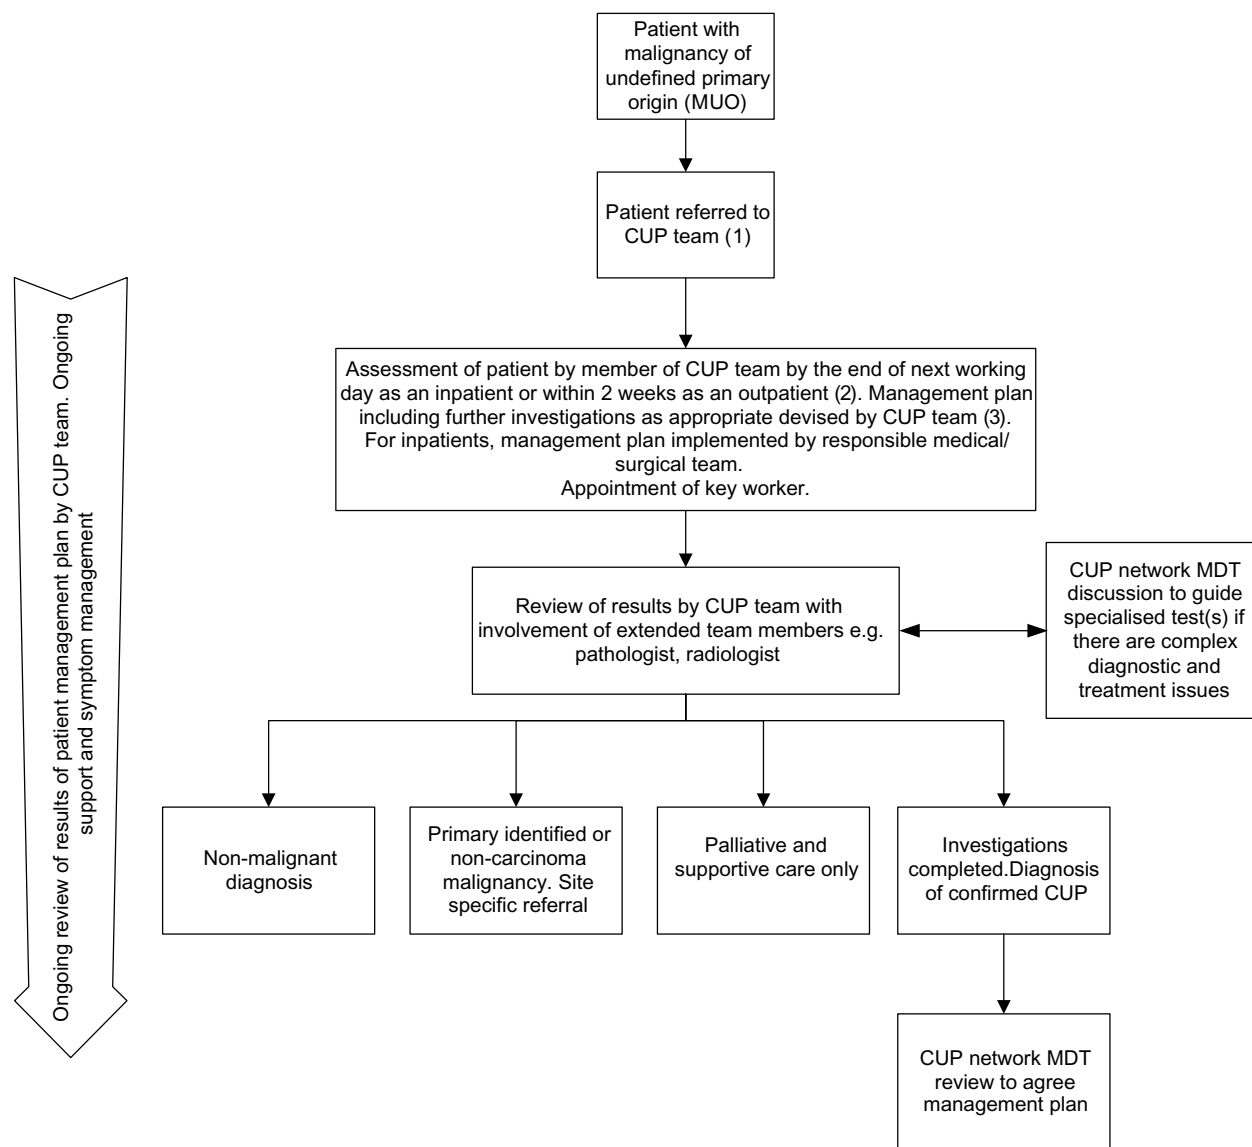 Patient with
malignancy of
undefined primary
origin (MUO)
Patient referred to
CUP team (1)
Assessment of patient by member of CUP team by the end of next working
day as an inpatient or within 2 weeks as an outpatient (2). Management plan
including further investigations as appropriate devised by CUP team (3).
For inpatients, management plan implemented by responsible medical/
surgical team.
Appointment of key worker.
Ongoing review of results of patient management plan by CUP team. Ongoing
support and symptom management
Review of results by CUP team with
involvement of extended team members e.g.
pathologist, radiologist
CUP network MDT
discussion to guide
specialised test(s) if
there are complex
diagnostic and
treatment issues
Non-malignant
diagnosis
Primary identified or
non-carcinoma
malignancy. Site
specific referral
Palliative and
supportive care only
Investigations
completed.Diagnosis
of confirmed CUP
CUP network MDT
review to agree
management plan